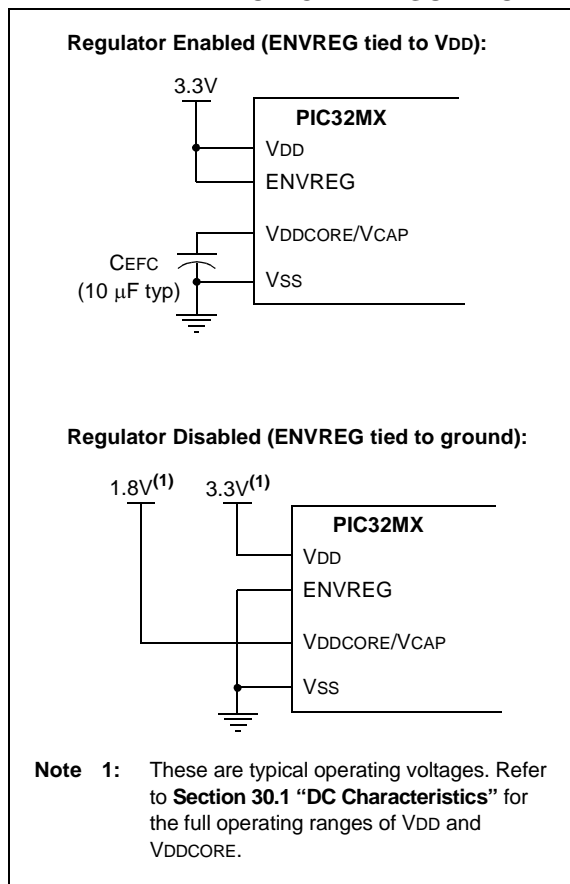 Regulator Enabled (ENVREG tied to VDD):
3.3V
PIC32MX
VDD
ENVREG
VDDCORE/VCAP
CEFC
(10 μF typ)
VSS
Regulator Disabled (ENVREG tied to ground):
1.8V(1) 3.3V(1)
PIC32MX
VDD
ENVREG
VDDCORE/VCAP
VSS
Note 1: These are typical operating voltages. Refer
to Section 30.1 “DC Characteristics” for
the full operating ranges of VDD and
VDDCORE.